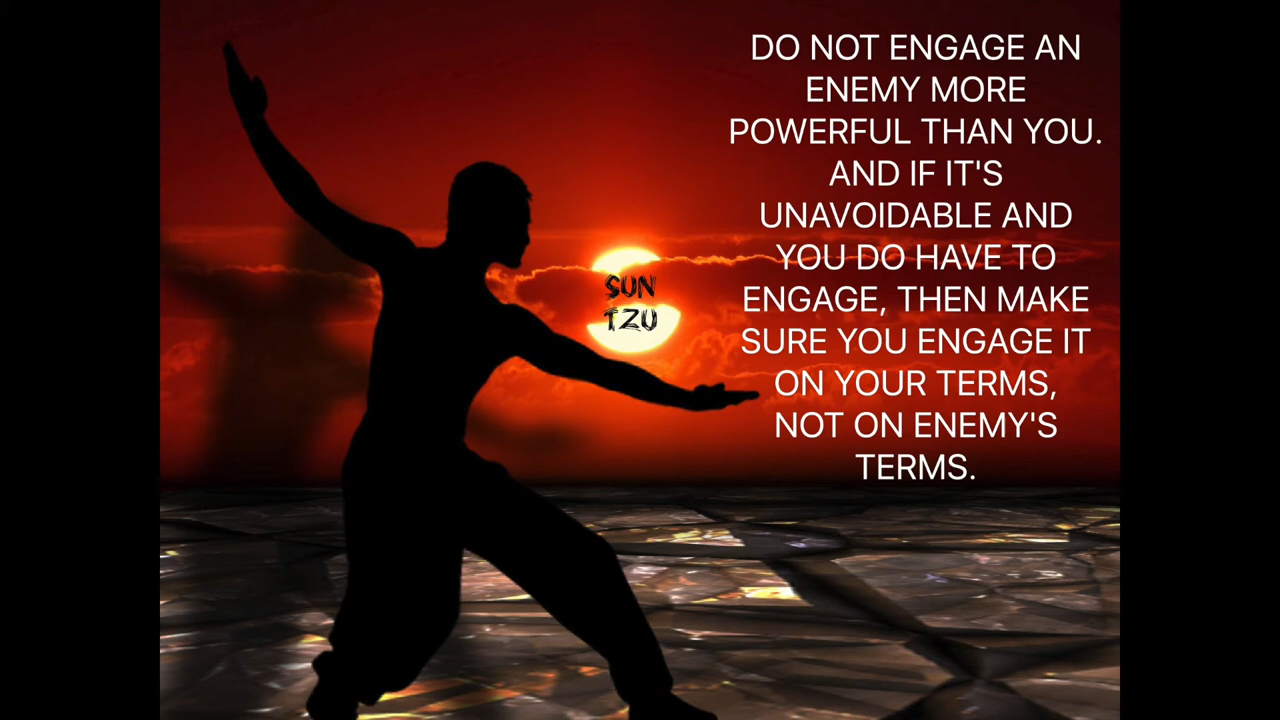 DO NOT ENGAGE AN
ENEMY MORE
POWERFUL THAN YOU.
AND IF IT'S
UNAVOIDABLE AND
YOU DO HAVE TO
ENGAGE, THEN MAKE
SURE YOU ENGAGE IT
ON YOUR TERMS,
NOT ON ENEMY'S
TERMS.
SUN
TZU